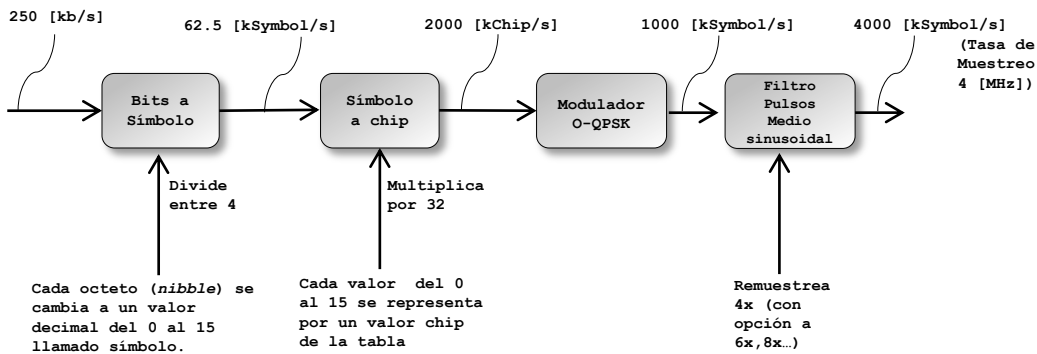 250 [kb/s]
62.5 [kSymbol/s]
2000 [kChip/s]
1000 [kSymbol/s]
4000 [kSymbol/s]
(Tasa de
Muestreo
4 [MHz])
Bits a
Símbolo
Símbolo
a chip
Modulador
O-QPSK
Filtro
Pulsos
Medio
sinusoidal
Divide
entre 4
Multiplica
por 32
Cada octeto (nibble) se
cambia a un valor
decimal del 0 al 15
llamado símbolo.
Cada valor del 0
al 15 se representa
por un valor chip
de la tabla
Remuestrea
4x (con
opción a
6x,8x…)